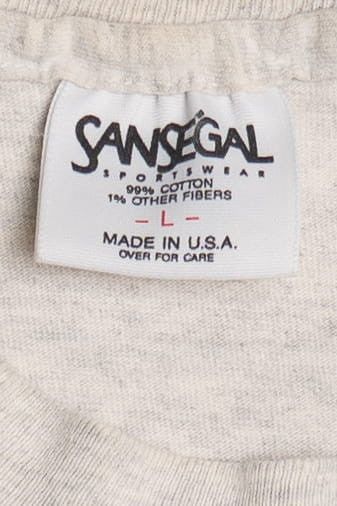 SANSEGAL
SPORTSWEAR
99% COTTON
1% OTHER FIBERS
- L -
MADE IN U.S.A.
OVER FOR CARE